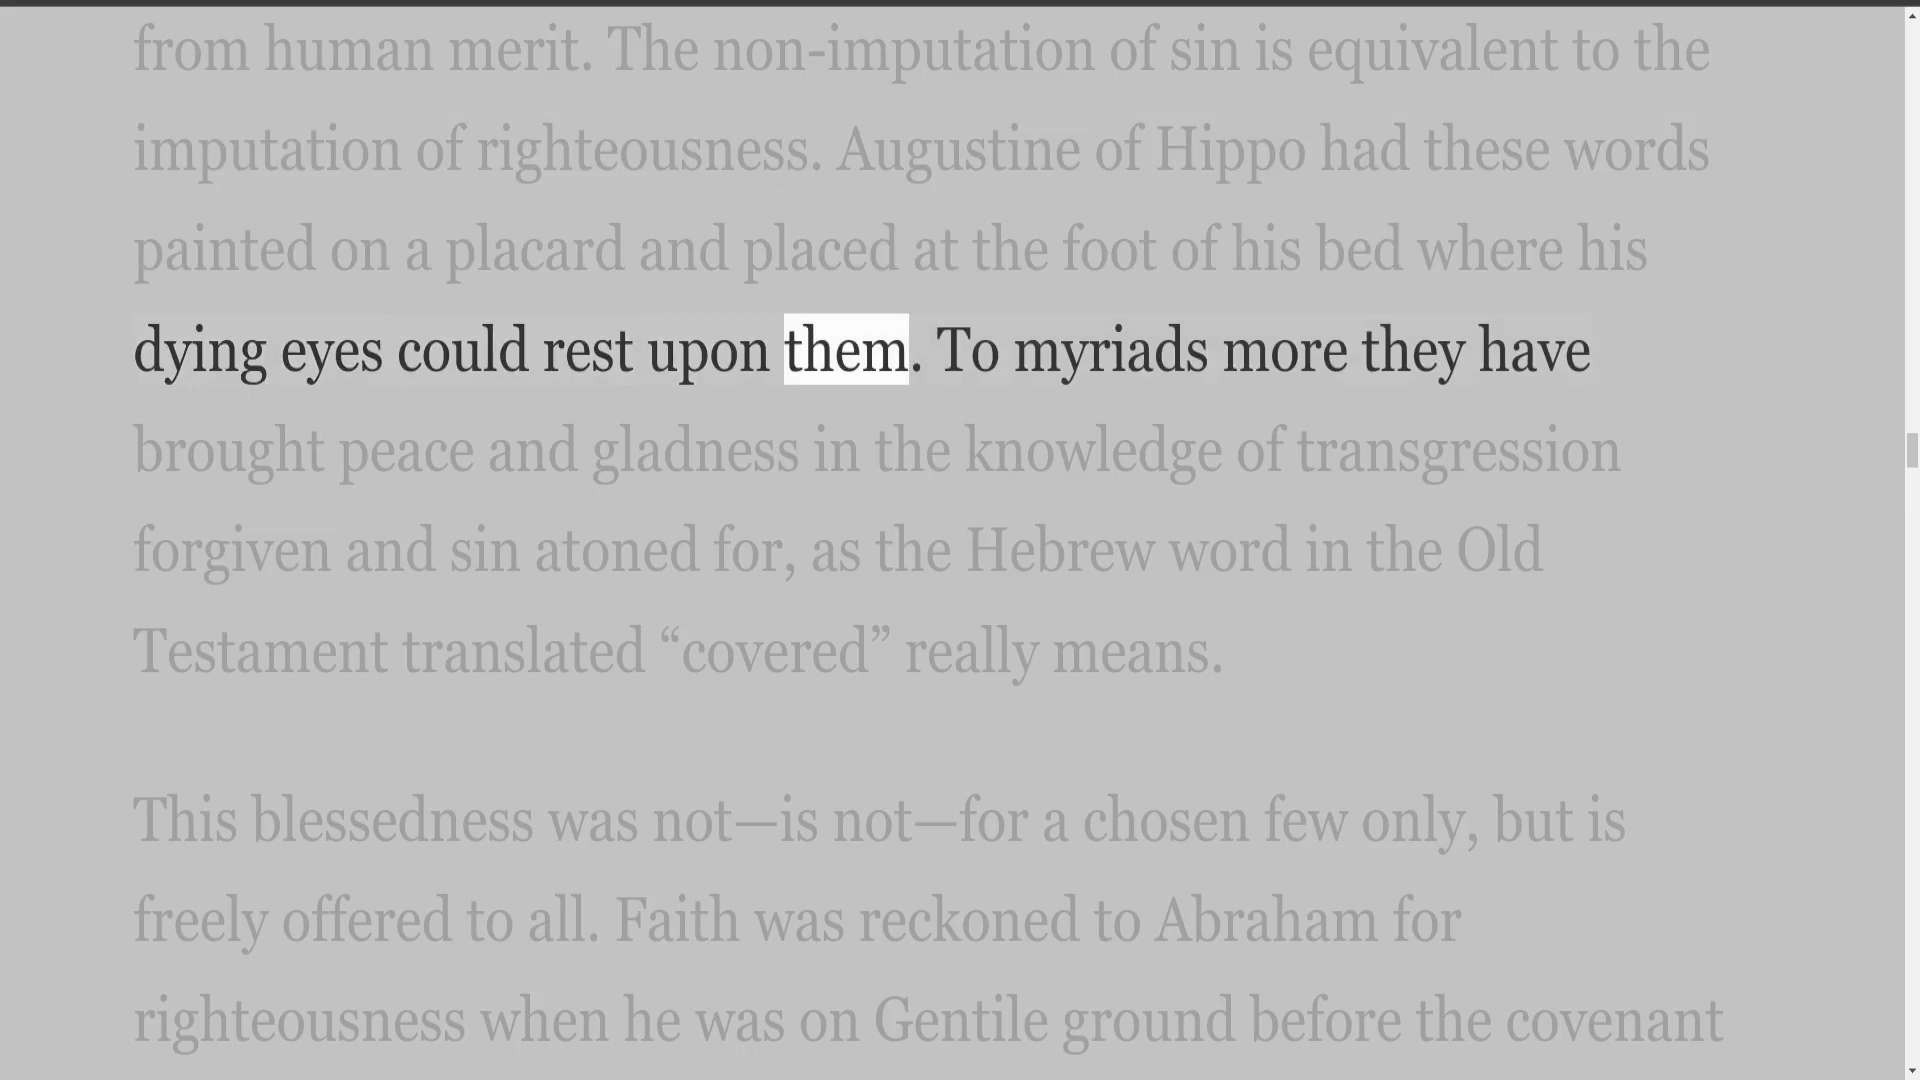 from human merit. The non-imputation of sin is equivalent to the
imputation of righteousness. Augustine of Hippo had these words
painted on a placard and placed at the foot of his bed where his
dying eyes could rest upon them. To myriads more they have
brought peace and gladness in the knowledge of transgression
forgiven and sin atoned for, as the Hebrew word in the Old
Testament translated “covered” really means.
This blessedness was not—is not—for a chosen few only, but is
freely offered to all. Faith was reckoned to Abraham for
righteousness when he was on Gentile ground before the covenant